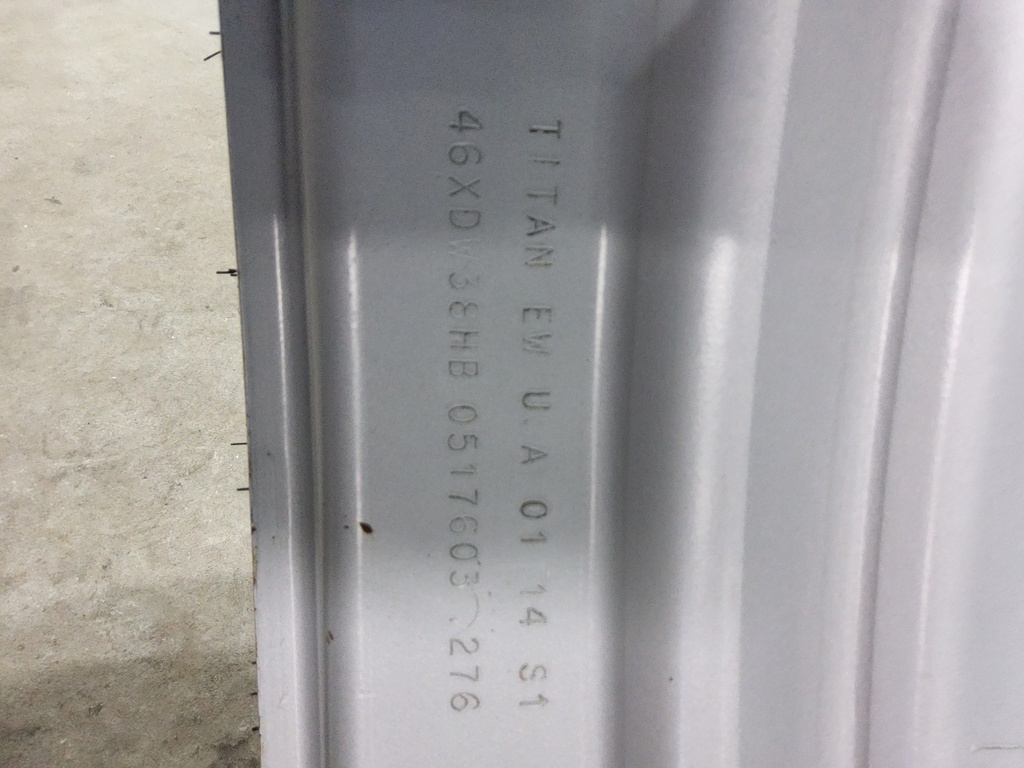 TITAN EW U.A 01 14 S1
46XDW38HB 0517603 276